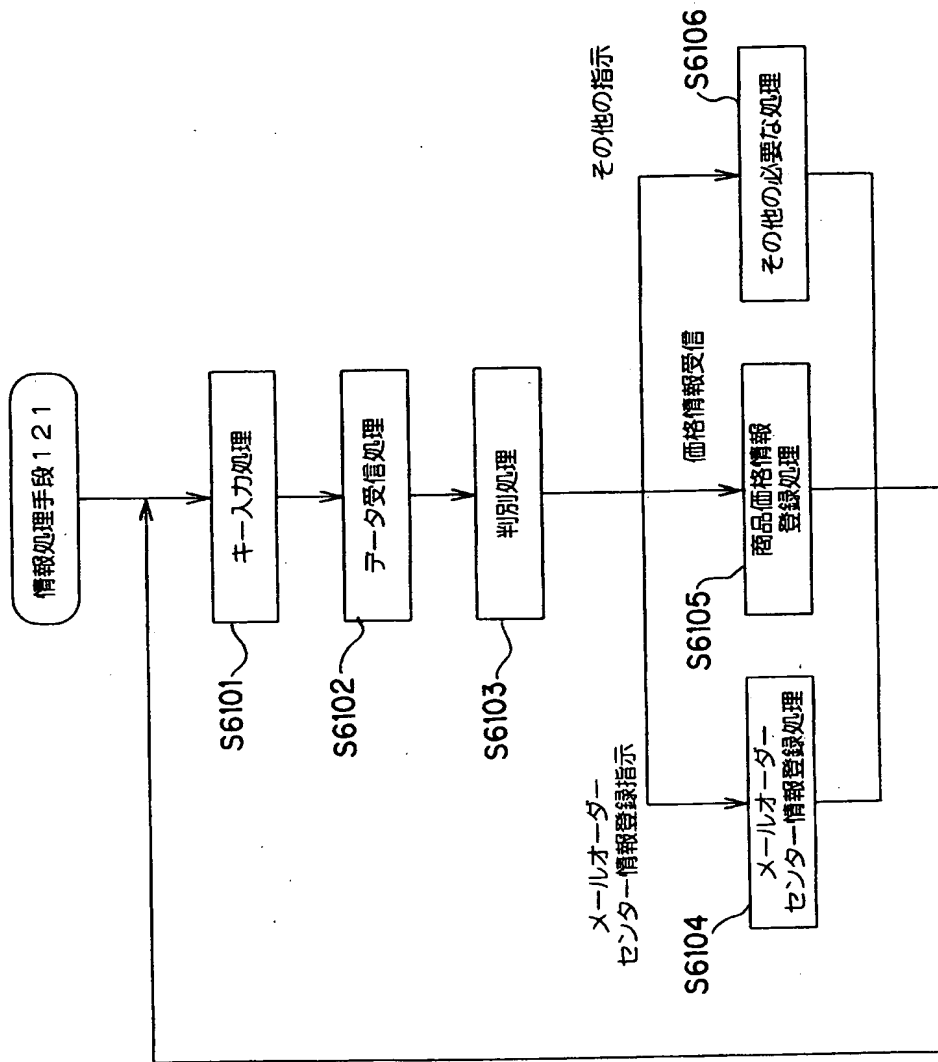 情報処理手段121
キー入力処理
S6101
データ受信処理
S6102
判別処理
S6103
メールオーダー
センター情報登録指示
価格情報受信
その他の指示
メールオーダー
センター情報登録処理
S6104
商品価格情報
登録処理
S6105
その他の必要な処理
S6106